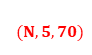 (N, 5, 70)